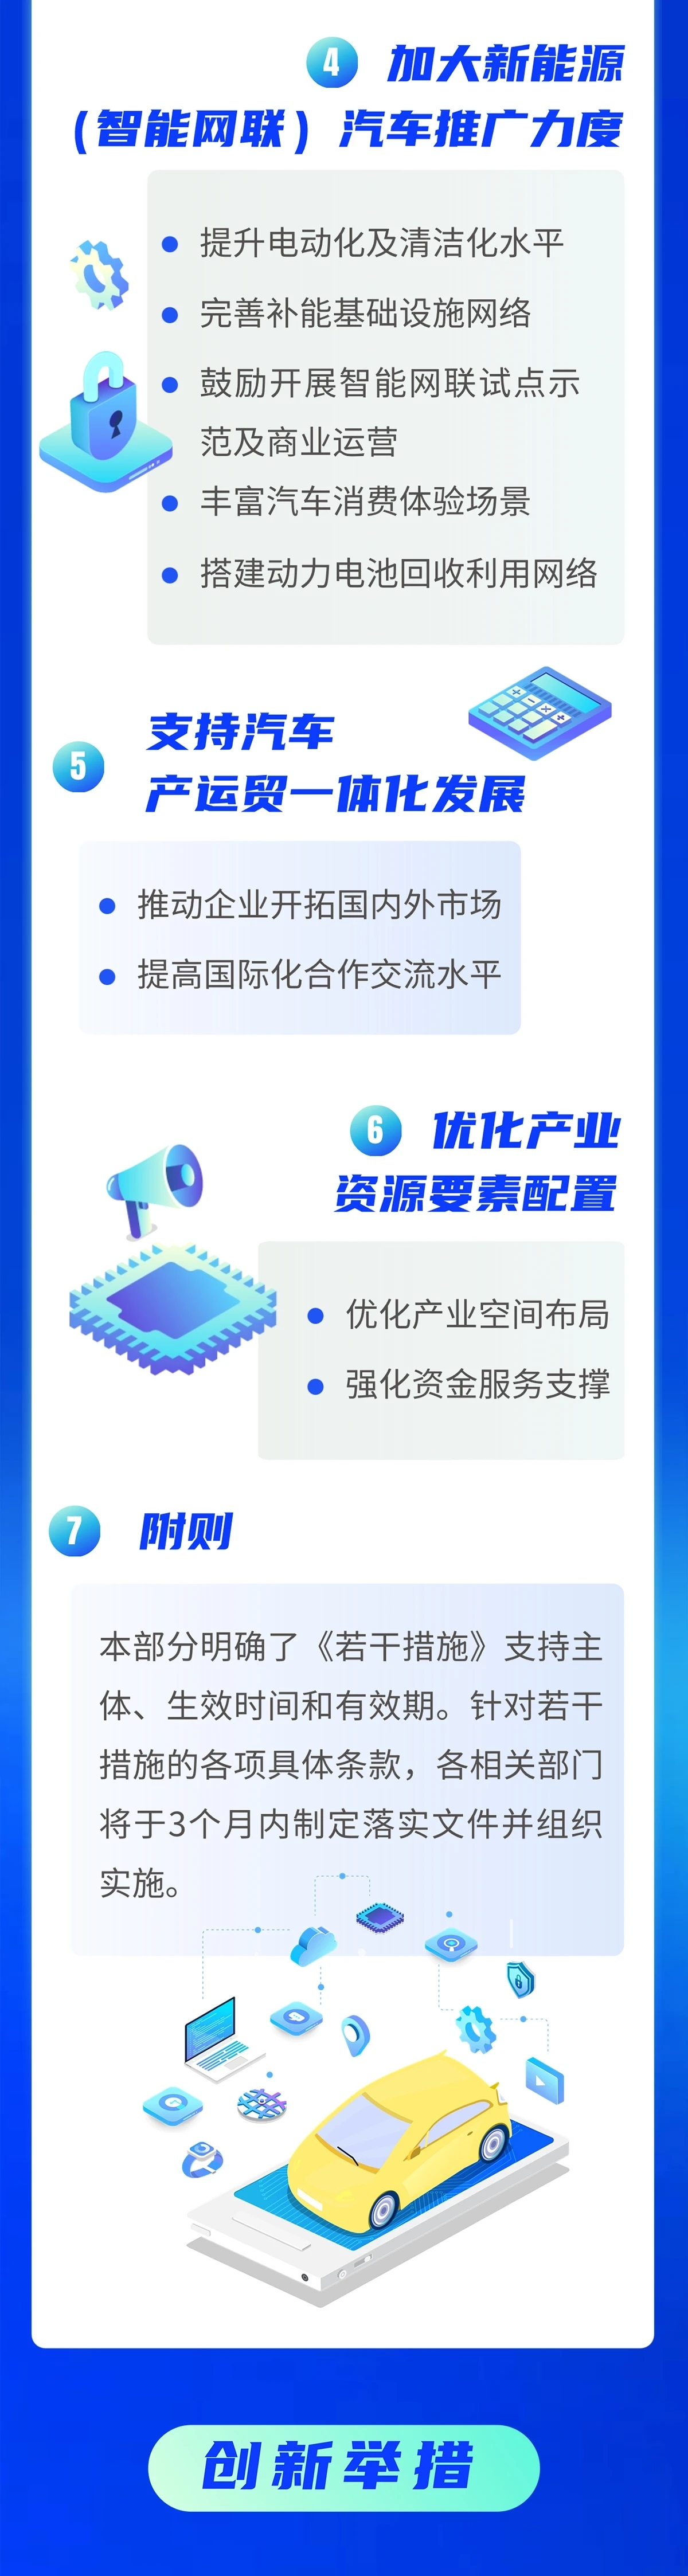 4 加大新能源
（智能网联）汽车推广力度
提升电动化及清洁化水平
完善补能基础设施网络
鼓励开展智能网联试点示
范及商业运营
丰富汽车消费体验场景
搭建动力电池回收利用网络
5
支持汽车
产运贸一体化发展
推动企业开拓国内外市场
提高国际化合作交流水平
6 优化产业
资源要素配置
优化产业空间布局
强化资金服务支撑
7 附则
本部分明确了《若干措施》支持主
体、生效时间和有效期。针对若干
措施的各项具体条款，各相关部门
将于3个月内制定落实文件并组织
实施。
创新举措